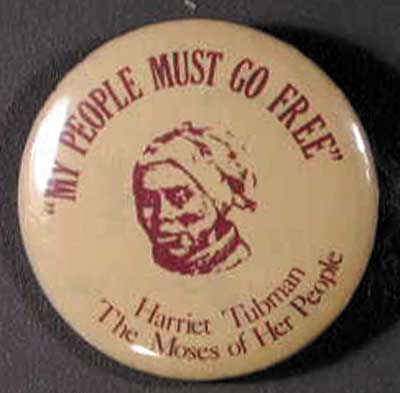 "MY PEOPLE MUST GO FREE"
Harriet Tubman
The Moses of Her People